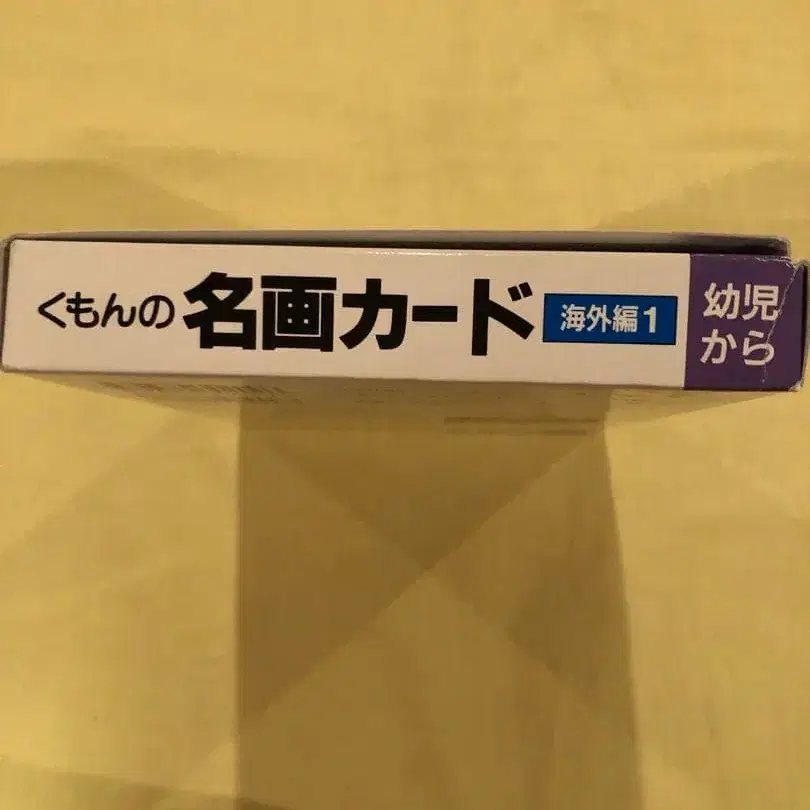 くもんの名画カード 海外編1
幼児
から